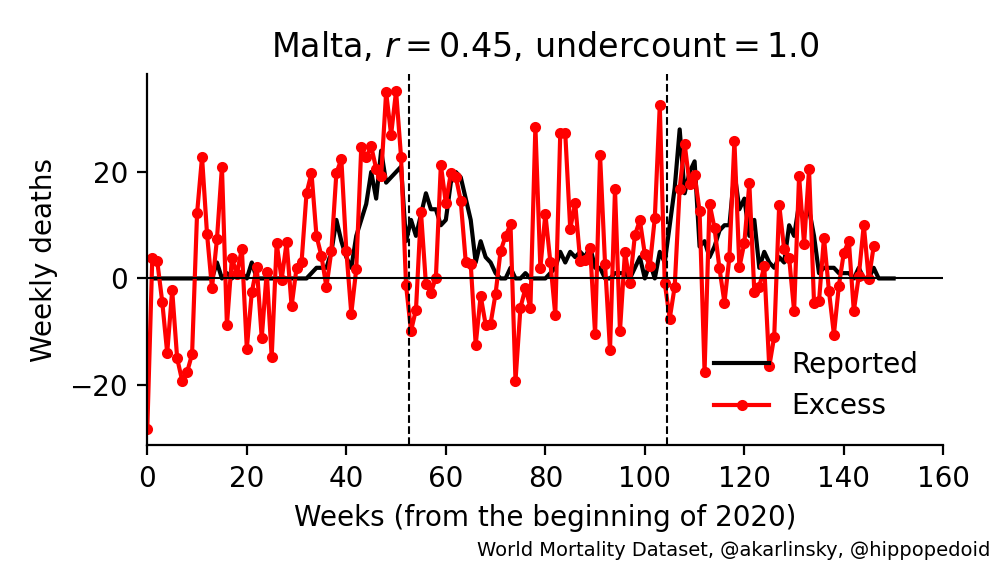 Malta, r = 0.45, undercount = 1.0
Weekly deaths
20
0
−20
Reported
Excess
0 20 40 60 80 100 120 140 160
Weeks (from the beginning of 2020)
World Mortality Dataset, @akarlinsky, @hippopedoid